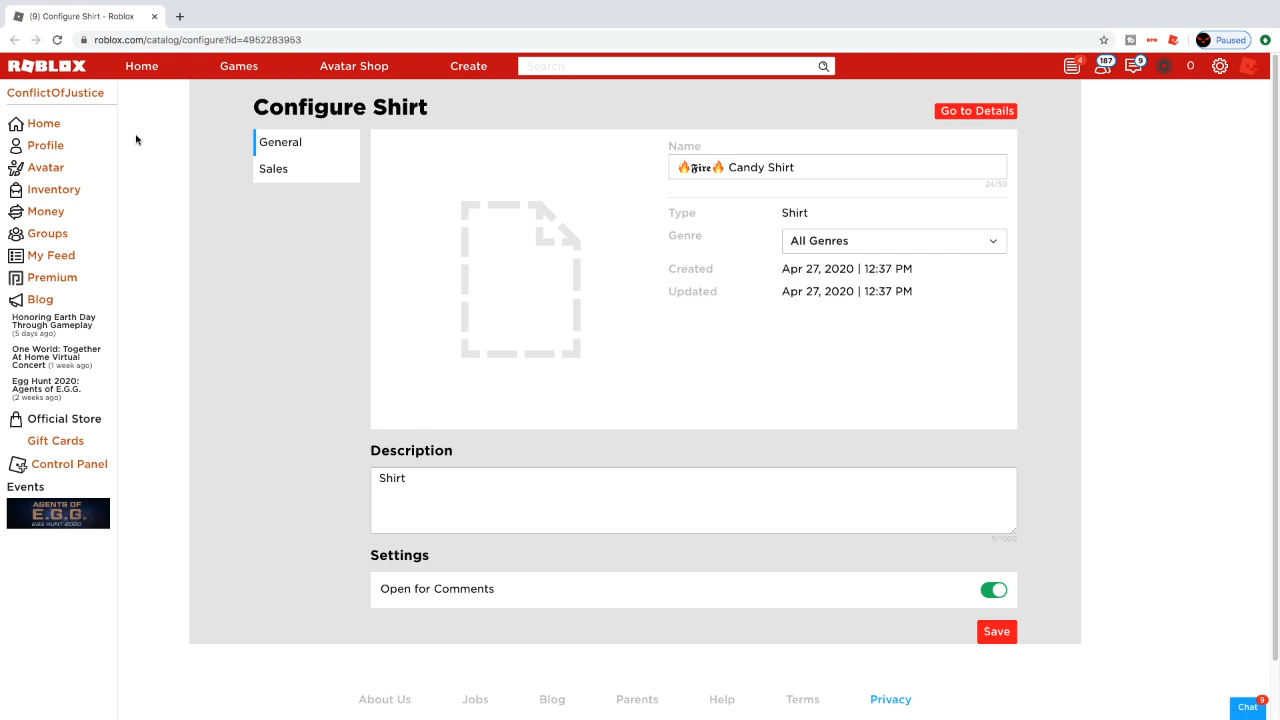 (9) Configure Shirt - Roblox
roblox.com/catalog/configure?id=4952283953
Paused
ROBLOX
Home
Games
Avatar Shop
Create
Search
4
187
9
0
ConflictOfJustice
Home
Profile
Avatar
Inventory
Money
Groups
My Feed
Premium
Blog
Honoring Earth Day
Through Gameplay
(5 days ago)
One World: Together
At Home Virtual
Concert (1 week ago)
Egg Hunt 2020:
Agents of E.G.G.
(2 weeks ago)
Official Store
Gift Cards
Control Panel
Events
AGENTS OF
E.G.G.
EGG HUNT 2020
Configure Shirt
Go to Details
General
Sales
Name
🔥𝕱𝖎𝖗𝖊🔥 Candy Shirt
24/50
Type Shirt
Genre All Genres
Created Apr 27, 2020 | 12:37 PM
Updated Apr 27, 2020 | 12:37 PM
Description
Shirt
5/1000
Settings
Open for Comments
Save
About Us Jobs Blog Parents Help Terms Privacy
Chat
9